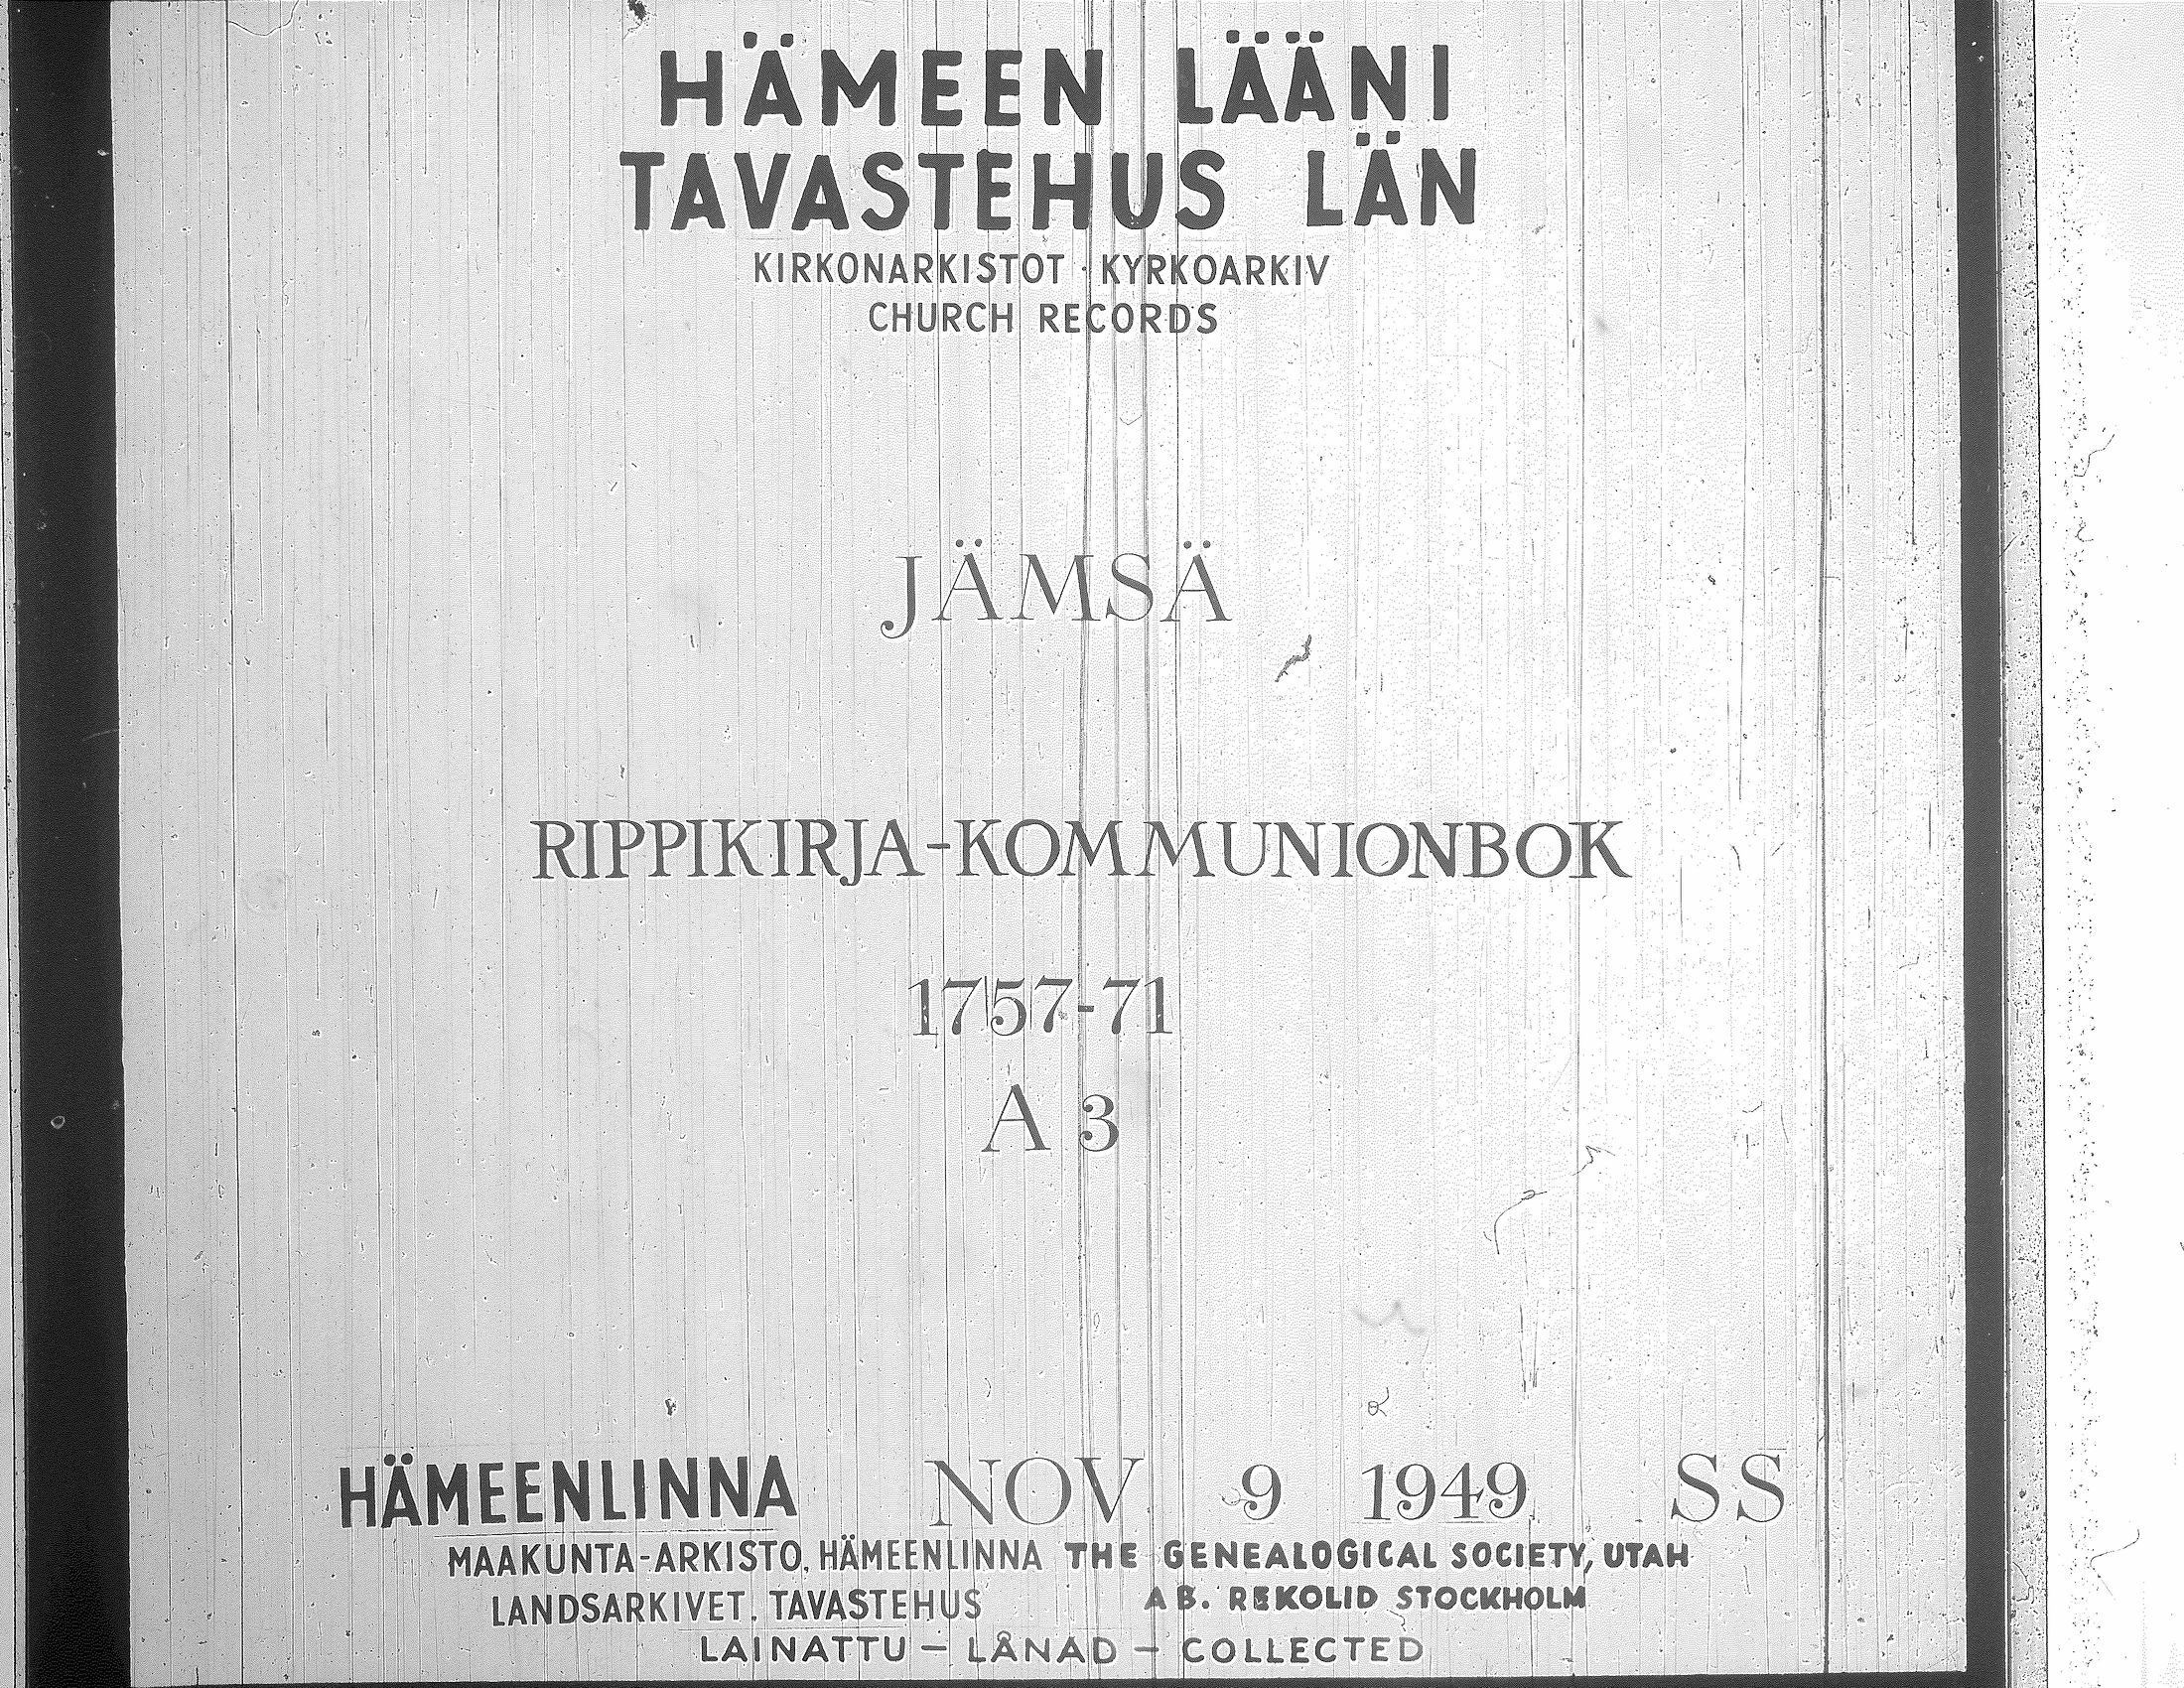 HÄMEEN LÄÄNI
TAVASTEHUS LÄN
KIRKONARKISTOT · KYRKOARKIV
CHURCH RECORDS
JÄMSÄ
RIPPIKIRJA-KOMMUNIONBOK
1757-71
A 3
HÄMEENLINNA NOV 9 1949 SS
MAAKUNTA-ARKISTO, HÄMEENLINNA THE GENEALOGICAL SOCIETY, UTAH
LANDSARKIVET, TAVASTEHUS AB. REKOLID STOCKHOLM
LAINATTU — LÅNAD — COLLECTED